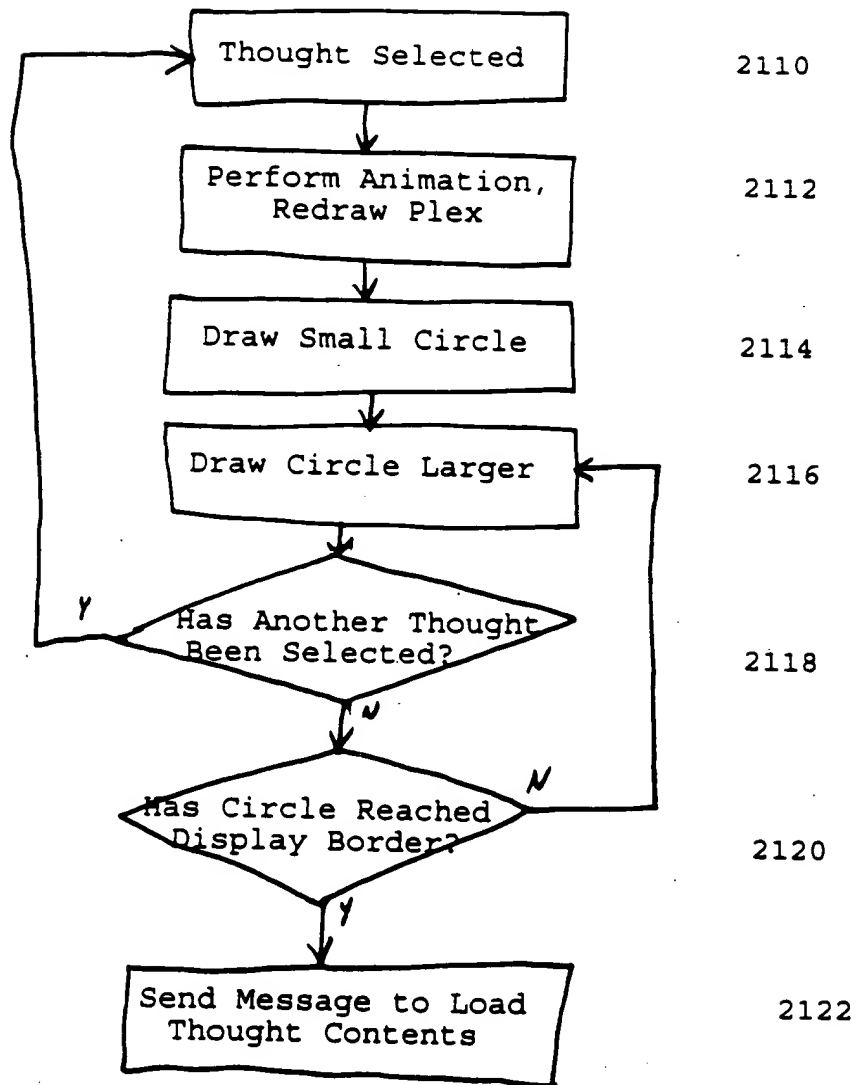 Thought Selected
2110
Perform Animation,
Redraw Plex
2112
Draw Small Circle
2114
Draw Circle Larger
2116
Y
Has Another Thought
Been Selected?
2118
N
N
Has Circle Reached
Display Border?
2120
Y
Send Message to Load
Thought Contents
2122